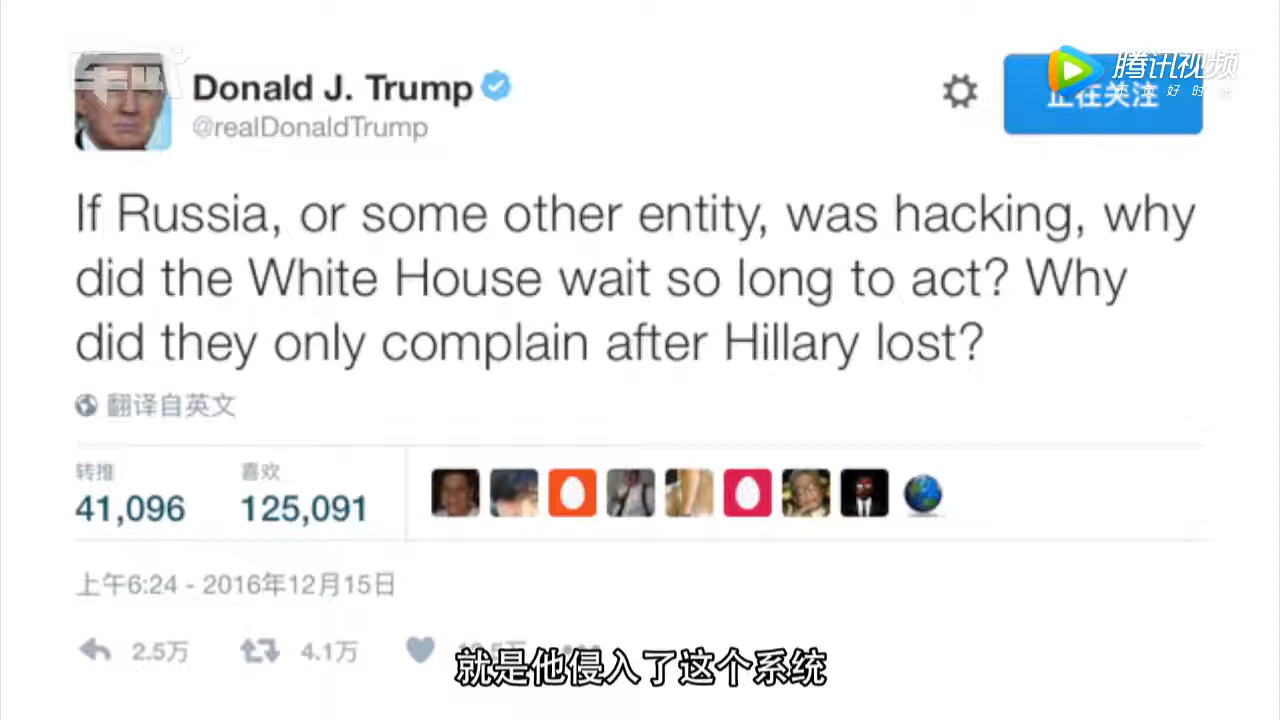 Donald J. Trump
@realDonaldTrump
腾讯视频
正在关注
If Russia, or some other entity, was hacking, why
did the White House wait so long to act? Why
did they only complain after Hillary lost?
翻译自英文
转推
喜欢
41,096
125,091
上午6:24 - 2016年12月15日
2.5万
4.1万
就是他侵入了这个系统